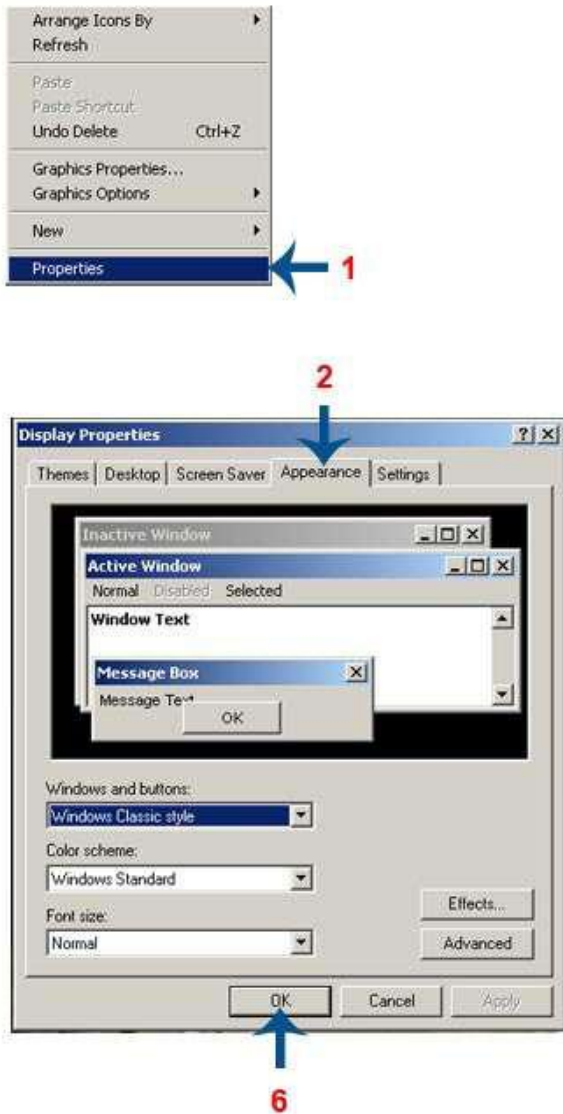 Arrange Icons By
Refresh
Paste
Paste Shortcut
Undo Delete Ctrl+Z
Graphics Properties...
Graphics Options
New
Properties
1
2
Display Properties
Themes Desktop Screen Saver Appearance Settings
Inactive Window
Active Window
Normal Disabled Selected
Window Text
Message Box
Message Text
OK
Windows and buttons:
Windows Classic style
Color scheme:
Windows Standard
Effects...
Font size:
Normal
Advanced
OK Cancel Apply
6